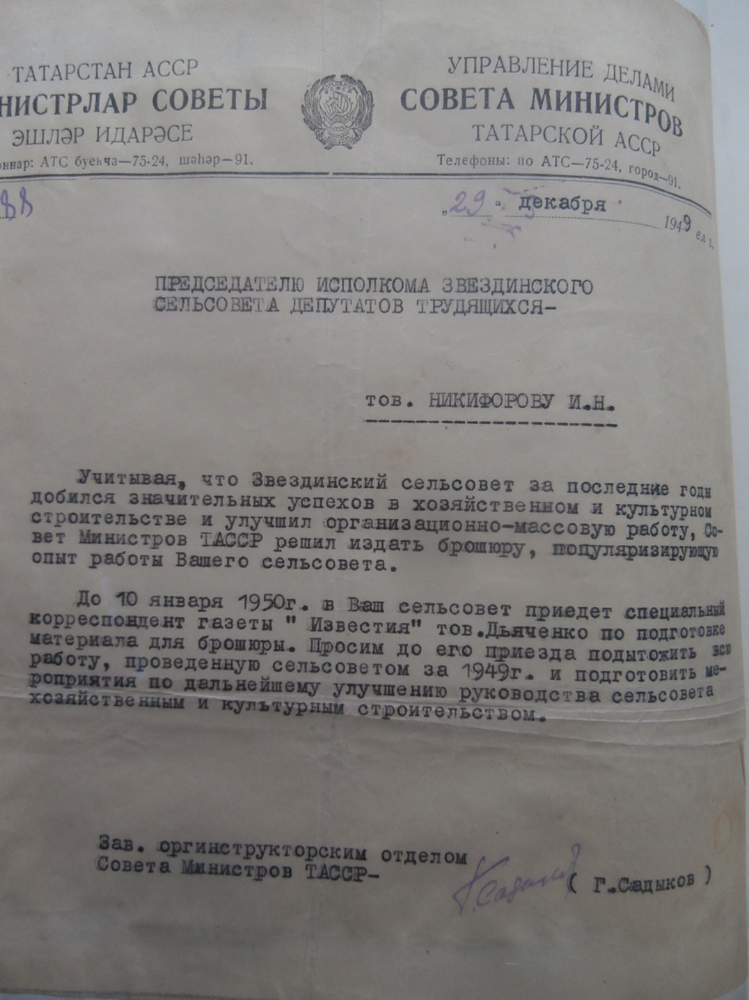 ТАТАРСТАН АССР
НИСТРЛАР СОВЕТЫ
ЭШЛӘР ИДАРӘСЕ
оннар: АТС буенча—75-24, шәһәр—91.
УПРАВЛЕНИЕ ДЕЛАМИ
СОВЕТА МИНИСТРОВ
ТАТАРСКОЙ АССР
Телефоны: по АТС—75-24, город—91.
88
„29“ декабря 1949 ел г.
ПРЕДСЕДАТЕЛЮ ИСПОЛКОМА ЗВЕЗДИНСКОГО
СЕЛЬСОВЕТА ДЕПУТАТОВ ТРУДЯЩИХСЯ-
тов. НИКИФОРОВУ И.Н.
Учитывая, что Звездинский сельсовет за последние годы
добился значительных успехов в хозяйственном и культурном
строительстве и улучшил организационно-массовую работу, Со-
вет Министров ТАССР решил издать брошюру, популяризирующую
опыт работы Вашего сельсовета.
До 10 января 1950г. в Ваш сельсовет приедет специальный
корреспондент газеты " Известия" тов.Дьяченко по подготовке
материала для брошюры. Просим до его приезда подытожить всю
работу, проведенную сельсоветом за 1949г. и подготовить ме-
роприятия по дальнейшему улучшению руководства сельсовета
хозяйственным и культурным строительством.
Зав. оргинструкторским отделом
Совета Министров ТАССР-
Г.Садыков
( Г.Садыков )